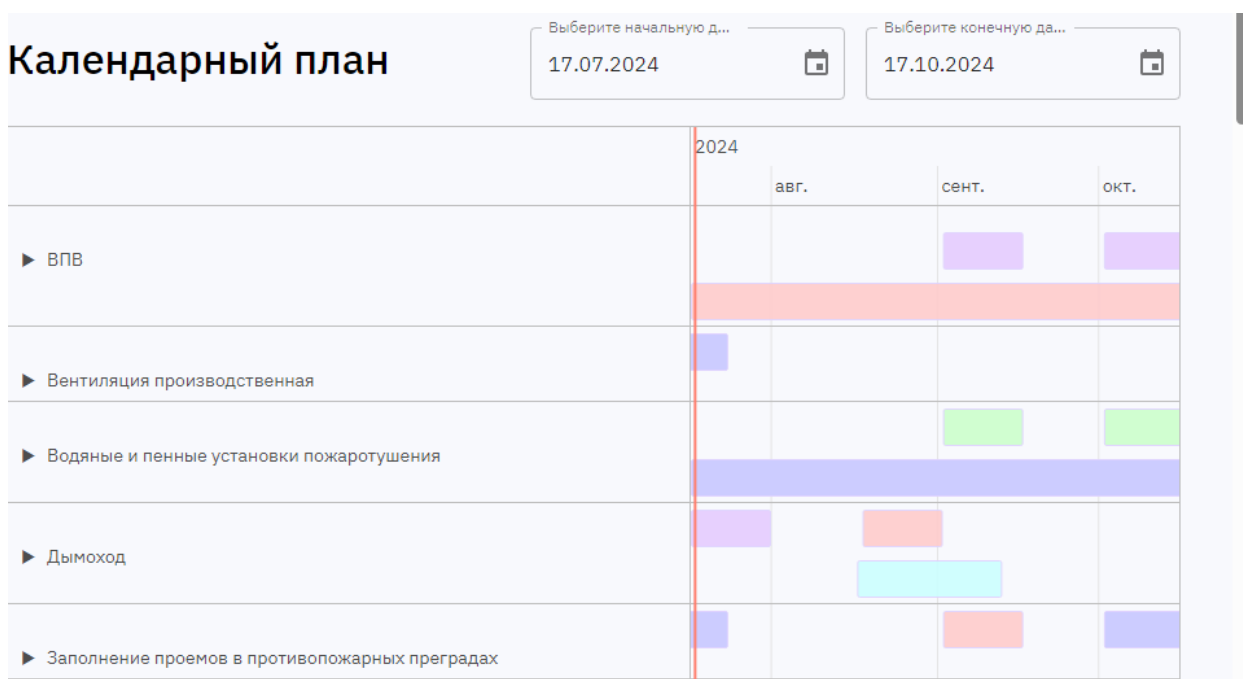 Календарный план
Выберите начальную д...
17.07.2024
Выберите конечную да...
17.10.2024
2024
авг.
сент.
окт.
ВПВ
Вентиляция производственная
Водяные и пенные установки пожаротушения
Дымоход
Заполнение проемов в противопожарных преградах